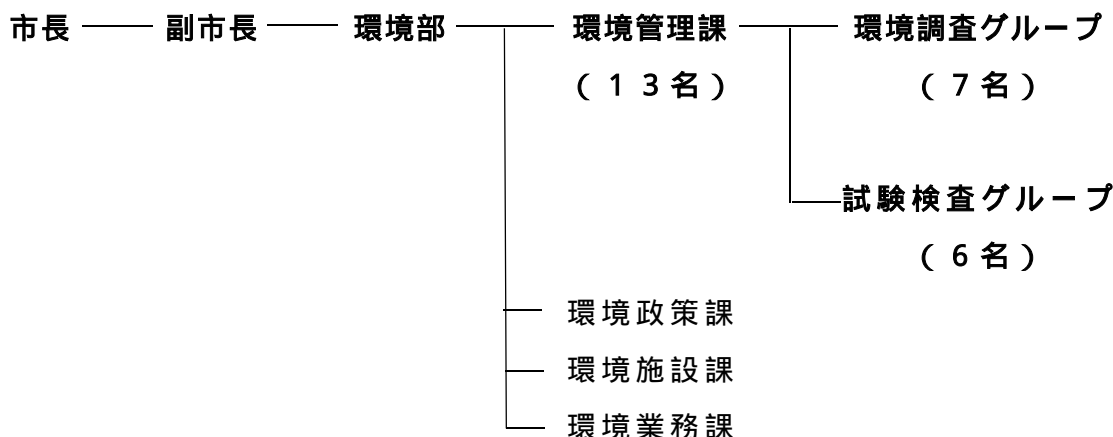 市長 副市長 環境部 環境管理課 環境調査グループ
(13名) (7名)
試験検査グループ
(6名)
環境政策課
環境施設課
環境業務課